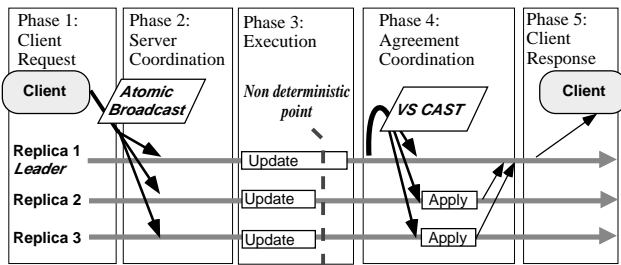 Phase 1:
Client
Request
Phase 2:
Server
Coordination
Phase 3:
Execution
Phase 4:
Agreement
Coordination
Phase 5:
Client
Response
Client
Atomic
Broadcast
Non deterministic
point
VS CAST
Client
Replica 1
Leader
Update
Replica 2
Update
Apply
Replica 3
Update
Apply